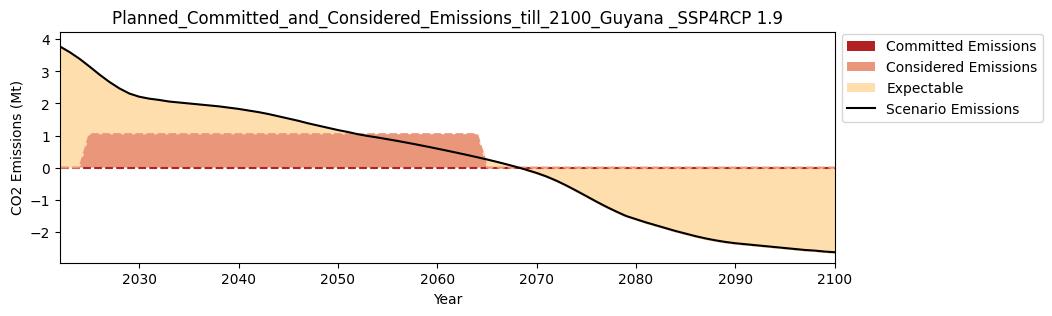 Planned_Committed_and_Considered_Emissions_till_2100_Guyana _SSP4RCP 1.9
CO2 Emissions (Mt)
4
3
2
1
0
−1
−2
2030
2040
2050
2060
2070
2080
2090
2100
Year
Committed Emissions
Considered Emissions
Expectable
Scenario Emissions